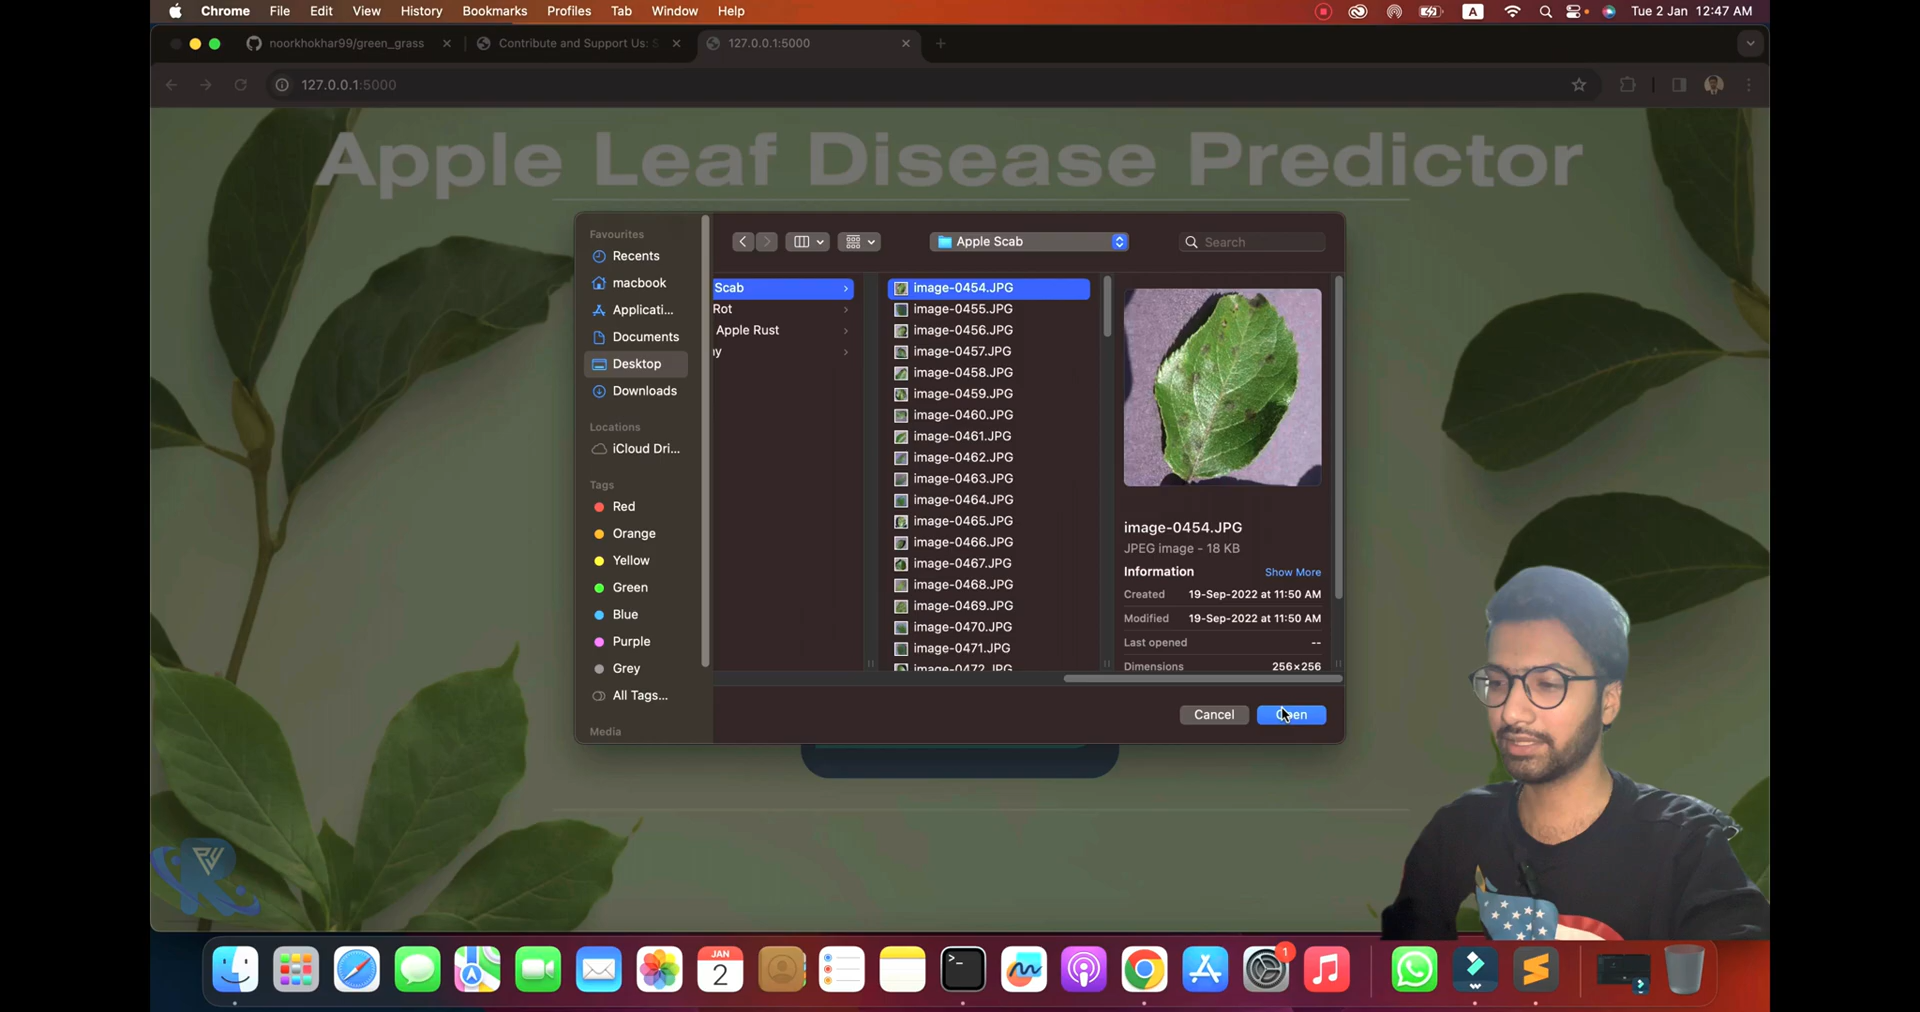 Chrome File Edit View History Bookmarks Profiles Tab Window Help A Tue 2 Jan 12:47 AM
noorkhokhar99/green_grass Contribute and Support Us: S 127.0.0.1:5000
127.0.0.1:5000
Apple Leaf Disease Predictor
Favourites
Recents
macbook
Applicati...
Documents
Desktop
Downloads
Locations
iCloud Dri...
Tags
Red
Orange
Yellow
Green
Blue
Purple
Grey
All Tags...
Media
Apple Scab
Search
Scab
Rot
Apple Rust
image-0454.JPG
image-0455.JPG
image-0456.JPG
image-0457.JPG
image-0458.JPG
image-0459.JPG
image-0460.JPG
image-0461.JPG
image-0462.JPG
image-0463.JPG
image-0464.JPG
image-0465.JPG
image-0466.JPG
image-0467.JPG
image-0468.JPG
image-0469.JPG
image-0470.JPG
image-0471.JPG
image-0472.JPG
image-0454.JPG
JPEG image - 18 KB
Information Show More
Created 19-Sep-2022 at 11:50 AM
Modified 19-Sep-2022 at 11:50 AM
Last opened --
Dimensions 256×256
Cancel Open
JAN
2
1